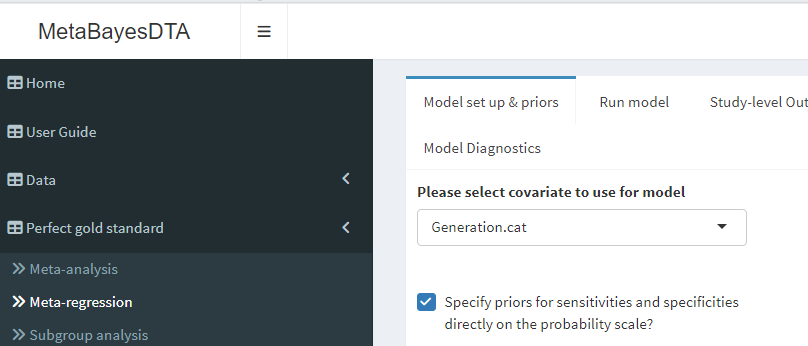 MetaBayesDTA
Home
User Guide
Data
Perfect gold standard
Meta-analysis
Meta-regression
Subgroup analysis
Model set up & priors
Run model
Study-level Out
Model Diagnostics
Please select covariate to use for model
Generation.cat
Specify priors for sensitivities and specificities
directly on the probability scale?